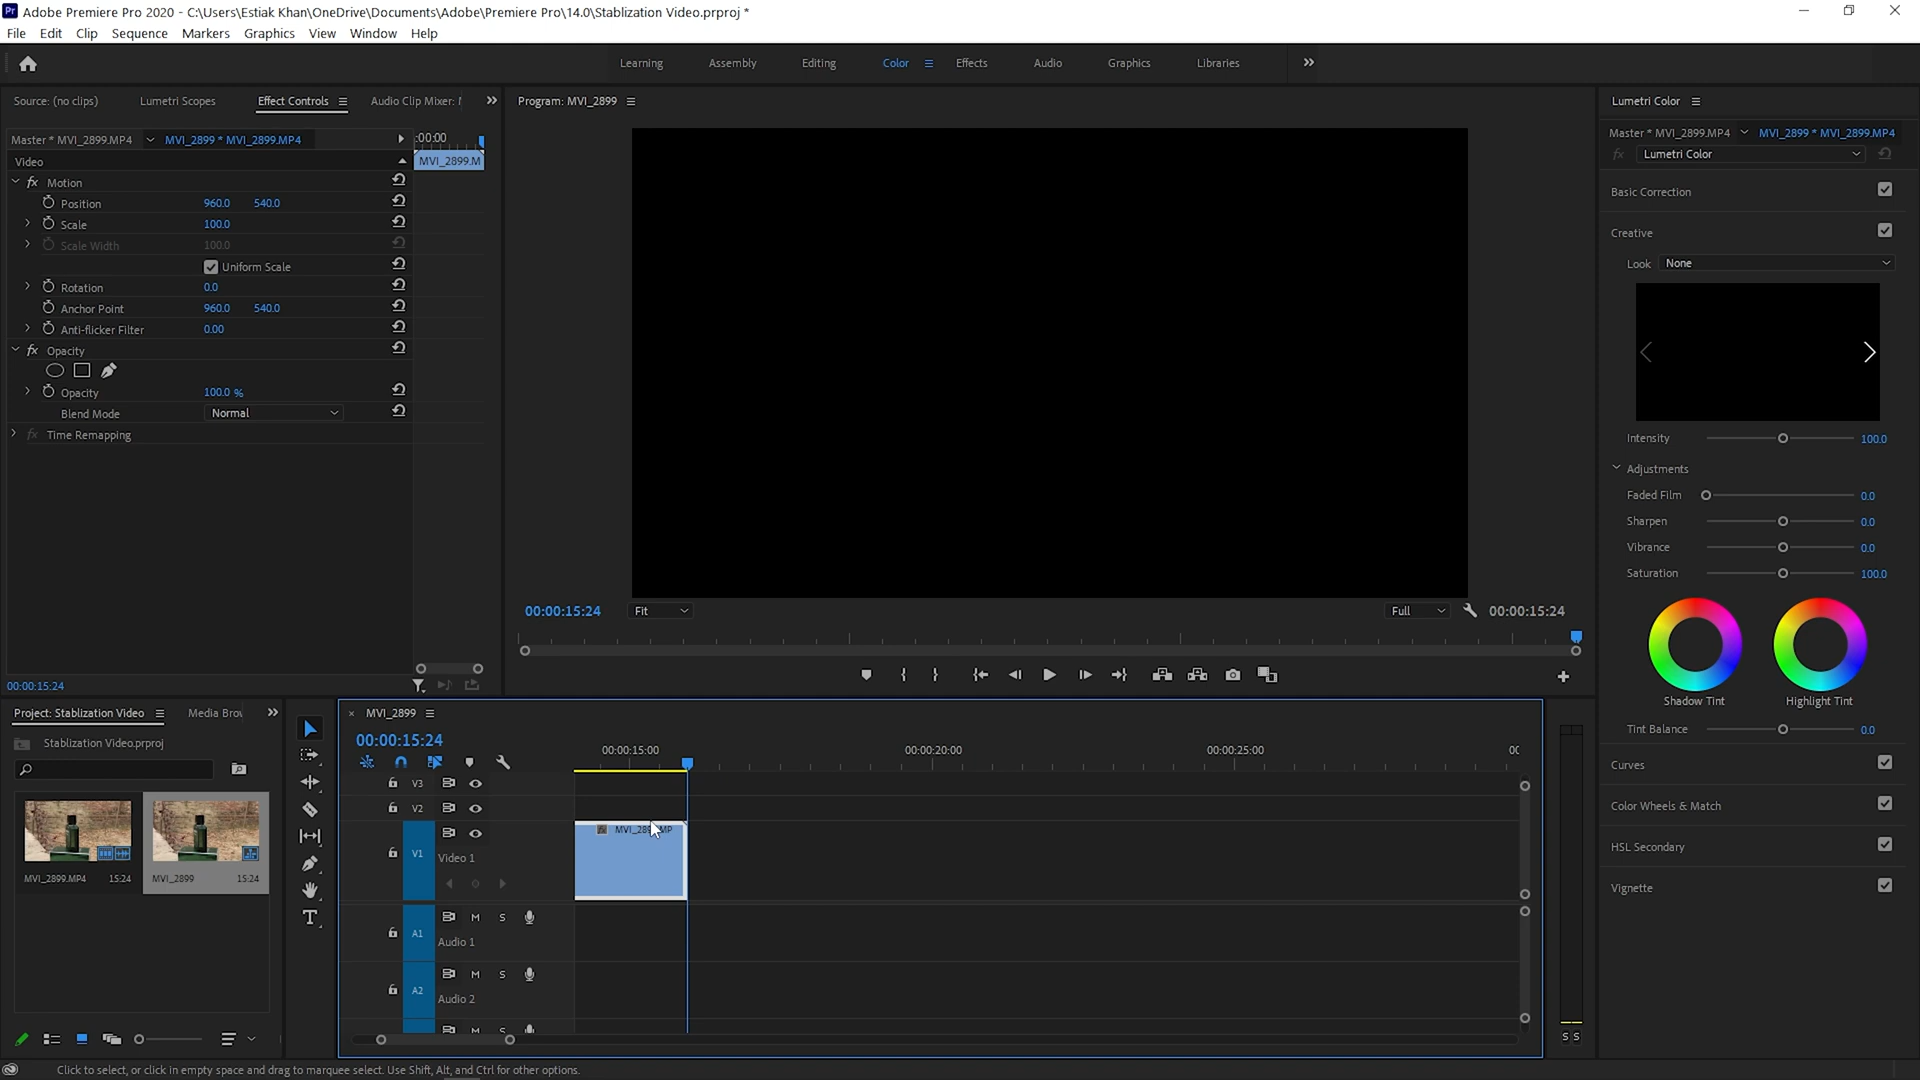 Adobe Premiere Pro 2020 - C:\Users\Estiak Khan\OneDrive\Documents\Adobe\Premiere Pro\14.0\Stablization Video.prproj *
File Edit Clip Sequence Markers Graphics View Window Help
Learning Assembly Editing Color Effects Audio Graphics Libraries
Source: (no clips) Lumetri Scopes Effect Controls Audio Clip Mixer:
Master * MVI_2899.MP4 MVI_2899 * MVI_2899.MP4 :00:00
Video MVI_2899.M
fx Motion
Position 960.0 540.0
Scale 100.0
Scale Width 100.0
Uniform Scale
Rotation 0.0
Anchor Point 960.0 540.0
Anti-flicker Filter 0.00
fx Opacity
Opacity 100.0 %
Blend Mode Normal
fx Time Remapping
00:00:15:24
Program: MVI_2899
00:00:15:24 Fit Full 00:00:15:24
Lumetri Color
Master * MVI_2899.MP4 MVI_2899 * MVI_2899.MP4
fx Lumetri Color
Basic Correction
Creative
Look None
Intensity 100.0
Adjustments
Faded Film 0.0
Sharpen 0.0
Vibrance 0.0
Saturation 100.0
Shadow Tint Highlight Tint
Tint Balance 0.0
Curves
Color Wheels & Match
HSL Secondary
Vignette
Project: Stablization Video Media Brov
Stablization Video.prproj
MVI_2899.MP4 15:24 MVI_2899 15:24
× MVI_2899
00:00:15:24
00:00:15:00 00:00:20:00 00:00:25:00 00
V3
V2
V1 Video 1
A1 M S
Audio 1
A2 M S
Audio 2
M S
S S
Click to select, or click in empty space and drag to marquee select. Use Shift, Alt, and Ctrl for other options.